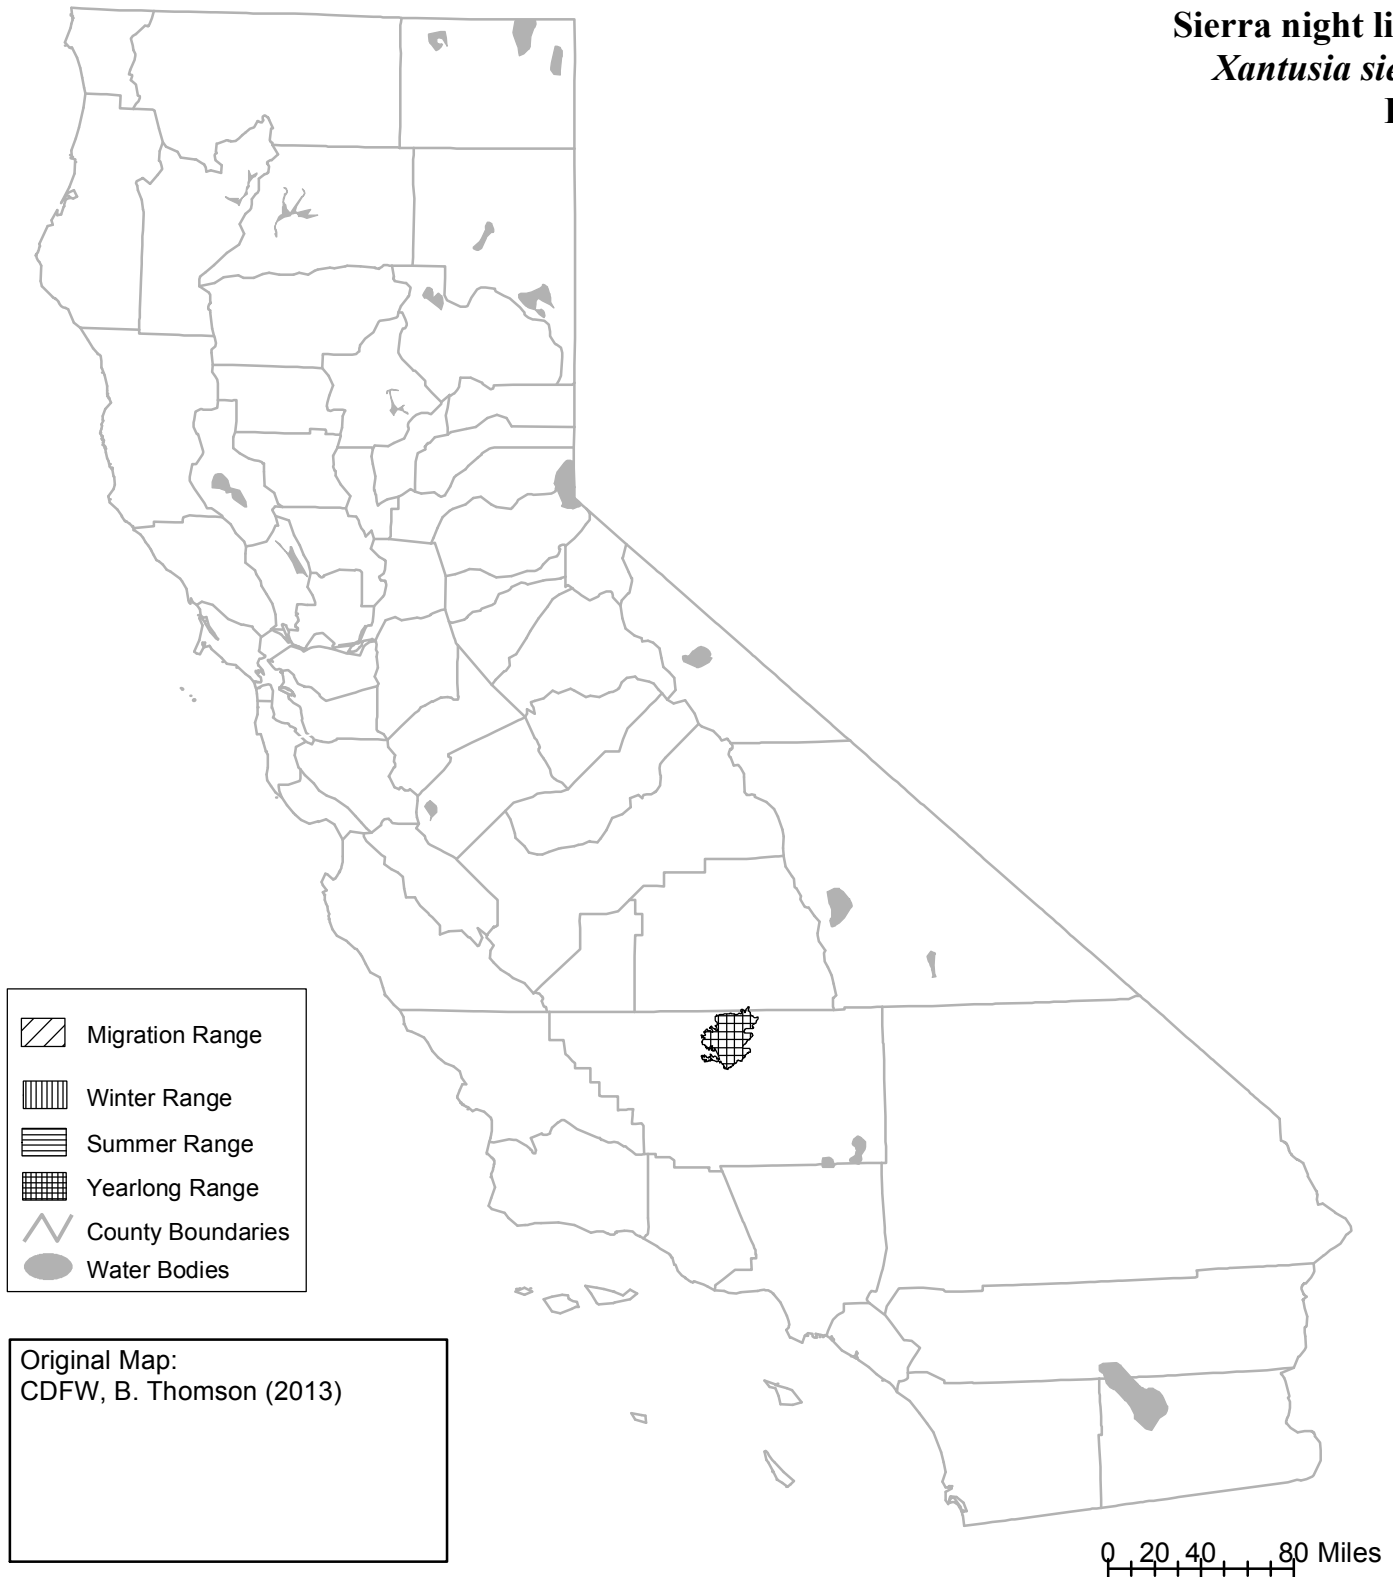 Sierra night li
Xantusia sie
Migration Range
Winter Range
Summer Range
Yearlong Range
County Boundaries
Water Bodies
Original Map:
CDFW, B. Thomson (2013)
0 20 40 80 Miles